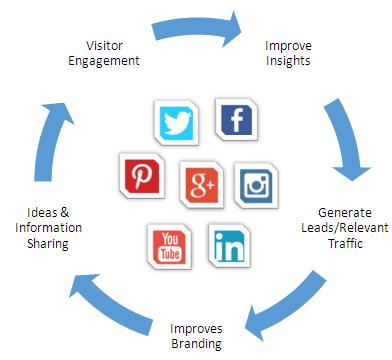 Visitor
Engagement
Improve
Insights
Generate
Leads/Relevant
Traffic
Improves
Branding
Ideas &
Information
Sharing
f
g+
You
Tube
in